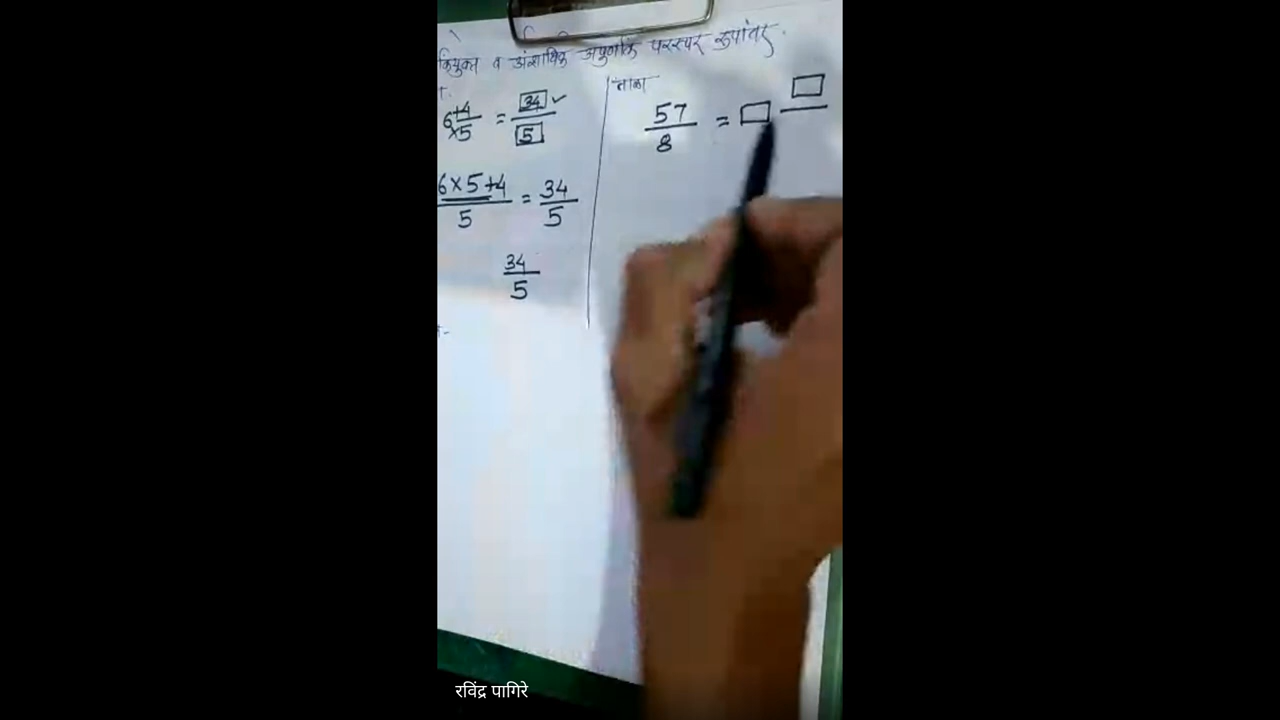 व अंशाधिक अपूर्णांक परस्पर रूपांतर.
6 +4/×5 = 34/5 ✓
6×5+4/5 = 34/5
34/5
57/8 = □ □/
रविंद्र पागिरे